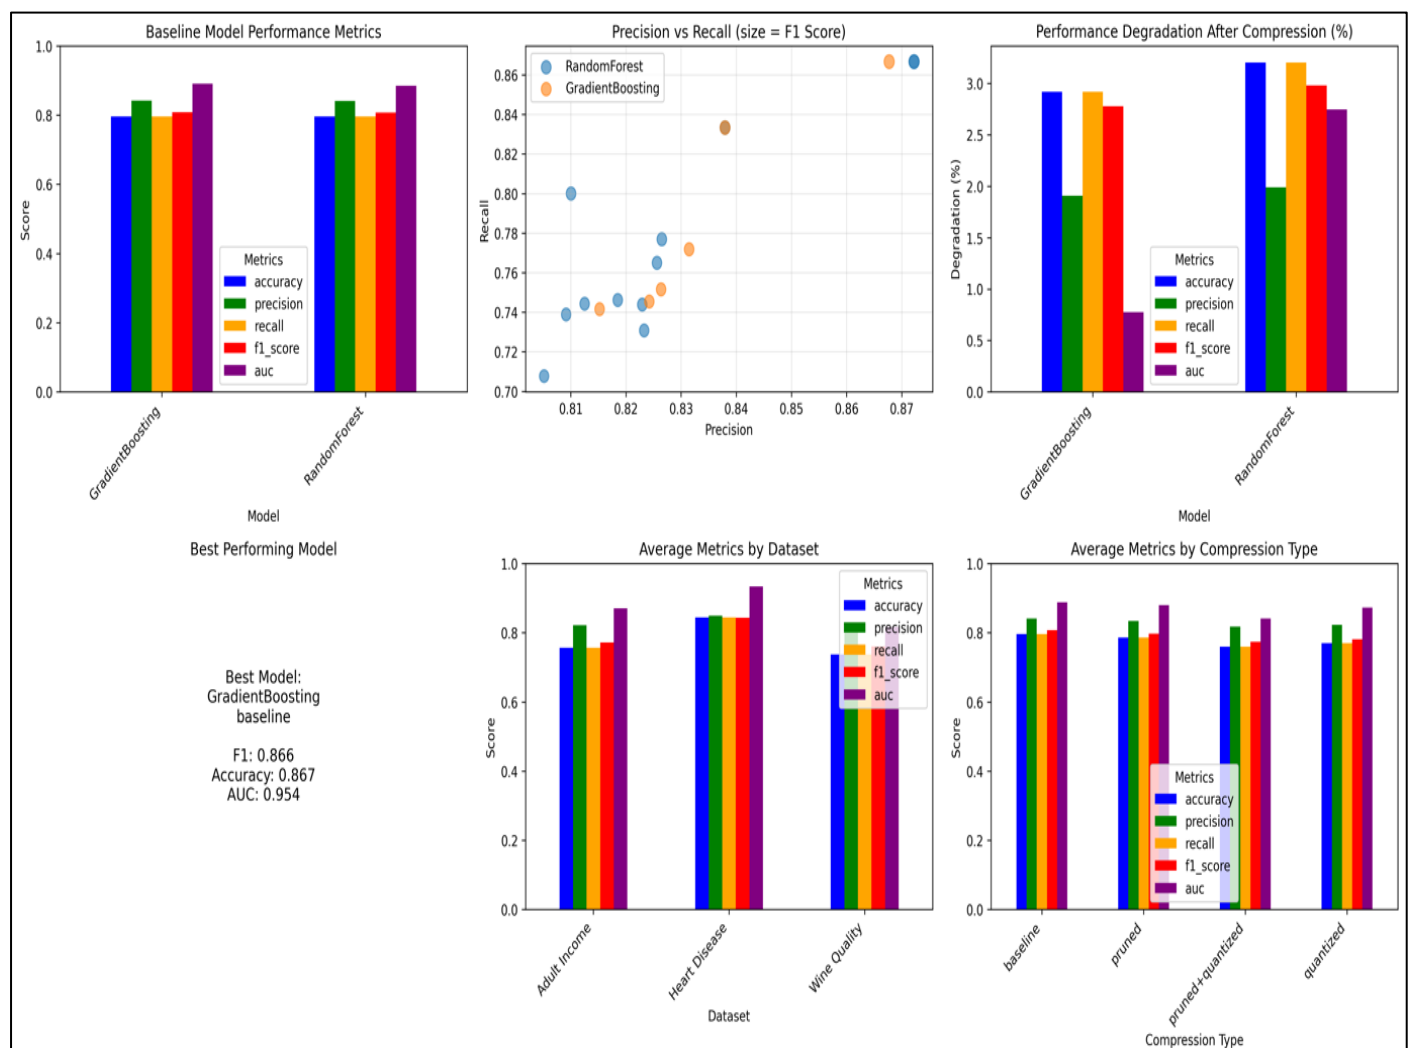 Baseline Model Performance Metrics
1.0
0.8
0.6
0.4
0.2
0.0
Score
Metrics
accuracy
precision
recall
f1_score
auc
GradientBoosting
RandomForest
Model
Precision vs Recall (size = F1 Score)
RandomForest
GradientBoosting
0.86
0.84
0.82
0.80
0.78
0.76
0.74
0.72
0.70
Recall
0.81 0.82 0.83 0.84 0.85 0.86 0.87
Precision
Performance Degradation After Compression (%)
3.0
2.5
2.0
1.5
1.0
0.5
0.0
Degradation (%)
Metrics
accuracy
precision
recall
f1_score
auc
GradientBoosting
RandomForest
Model
Best Performing Model
Best Model:
GradientBoosting
baseline
F1: 0.866
Accuracy: 0.867
AUC: 0.954
Average Metrics by Dataset
1.0
0.8
0.6
0.4
0.2
0.0
Score
Metrics
accuracy
precision
recall
f1_score
auc
Adult Income
Heart Disease
Wine Quality
Dataset
Average Metrics by Compression Type
1.0
0.8
0.6
0.4
0.2
0.0
Score
Metrics
accuracy
precision
recall
f1_score
auc
baseline
pruned
pruned+quantized
quantized
Compression Type